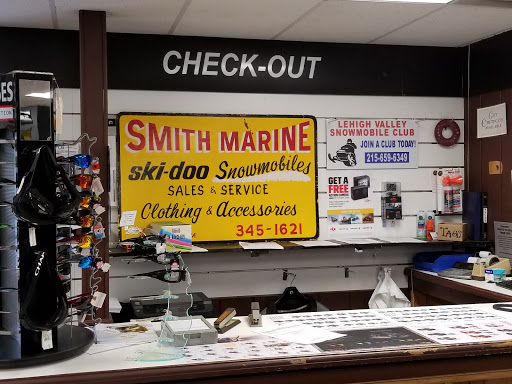 CHECK-OUT
SMITH MARINE
ski-doo Snowmobiles
SALES & SERVICE
Clothing & Accessories
345-1621
LEHIGH VALLEY
SNOWMOBILE CLUB
JOIN A CLUB TODAY!
215-659-6349
GET A
FREE